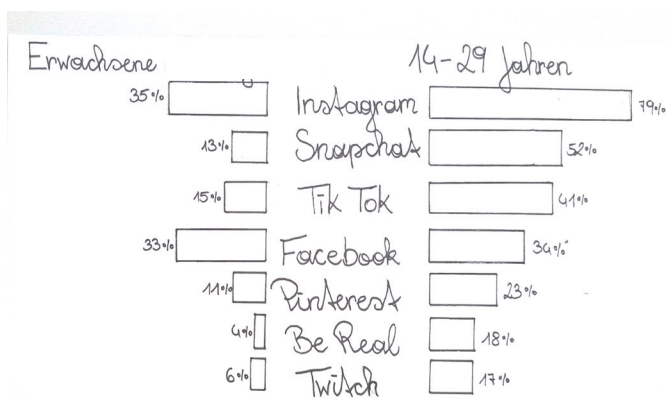 Erwachsene 14-29 Jahren
35% Instagram 79%
13% Snapchat 52%
15% Tik Tok 41%
33% Facebook 34%
11% Pinterest 23%
4% Be Real 18%
6% Twitch 17%